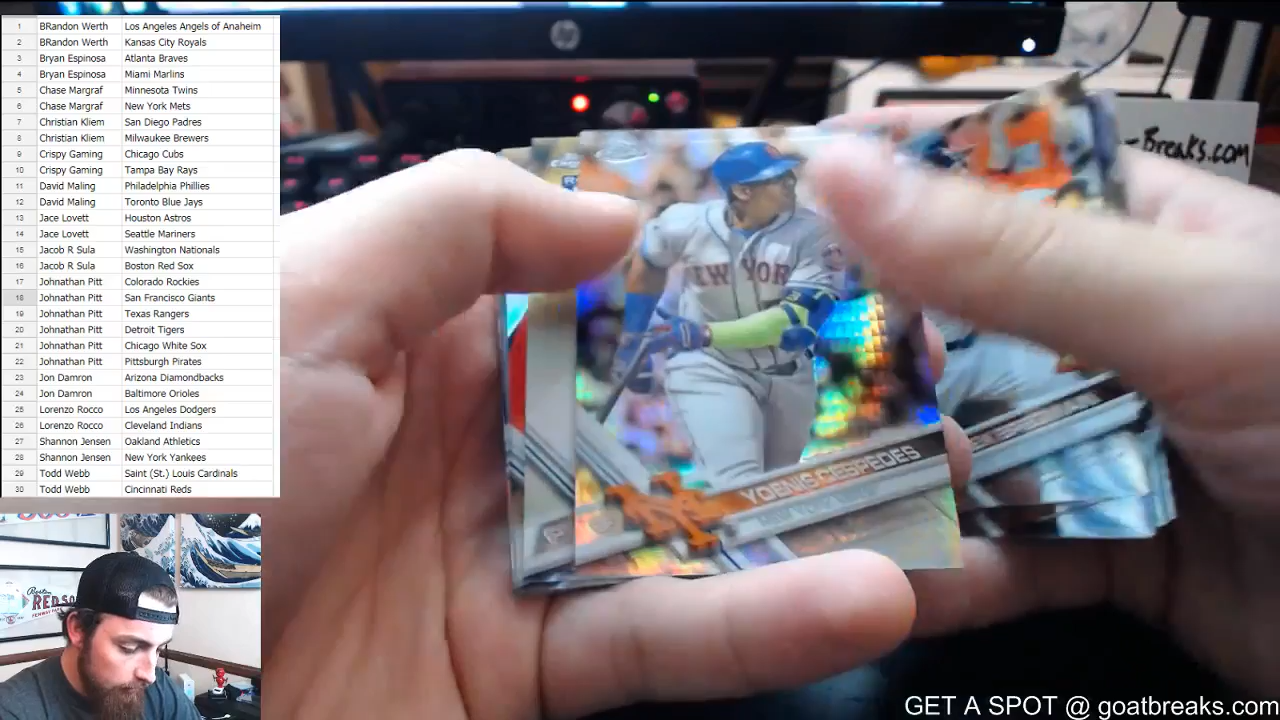 1 BRandon Werth Los Angeles Angels of Anaheim
2 BRandon Werth Kansas City Royals
3 Bryan Espinosa Atlanta Braves
4 Bryan Espinosa Miami Marlins
5 Chase Margraf Minnesota Twins
6 Chase Margraf New York Mets
7 Christian Kliem San Diego Padres
8 Christian Kliem Milwaukee Brewers
9 Crispy Gaming Chicago Cubs
10 Crispy Gaming Tampa Bay Rays
11 David Maling Philadelphia Phillies
12 David Maling Toronto Blue Jays
13 Jace Lovett Houston Astros
14 Jace Lovett Seattle Mariners
15 Jacob R Sula Washington Nationals
16 Jacob R Sula Boston Red Sox
17 Johnathan Pitt Colorado Rockies
18 Johnathan Pitt San Francisco Giants
19 Johnathan Pitt Texas Rangers
20 Johnathan Pitt Detroit Tigers
21 Johnathan Pitt Chicago White Sox
22 Johnathan Pitt Pittsburgh Pirates
23 Jon Damron Arizona Diamondbacks
24 Jon Damron Baltimore Orioles
25 Lorenzo Rocco Los Angeles Dodgers
26 Lorenzo Rocco Cleveland Indians
27 Shannon Jensen Oakland Athletics
28 Shannon Jensen New York Yankees
29 Todd Webb Saint (St.) Louis Cardinals
30 Todd Webb Cincinnati Reds
hp
-Breaks.com
NEW YOR
YOENIS CESPEDES
Boston
RED SO
GET A SPOT @ goatbreaks.com